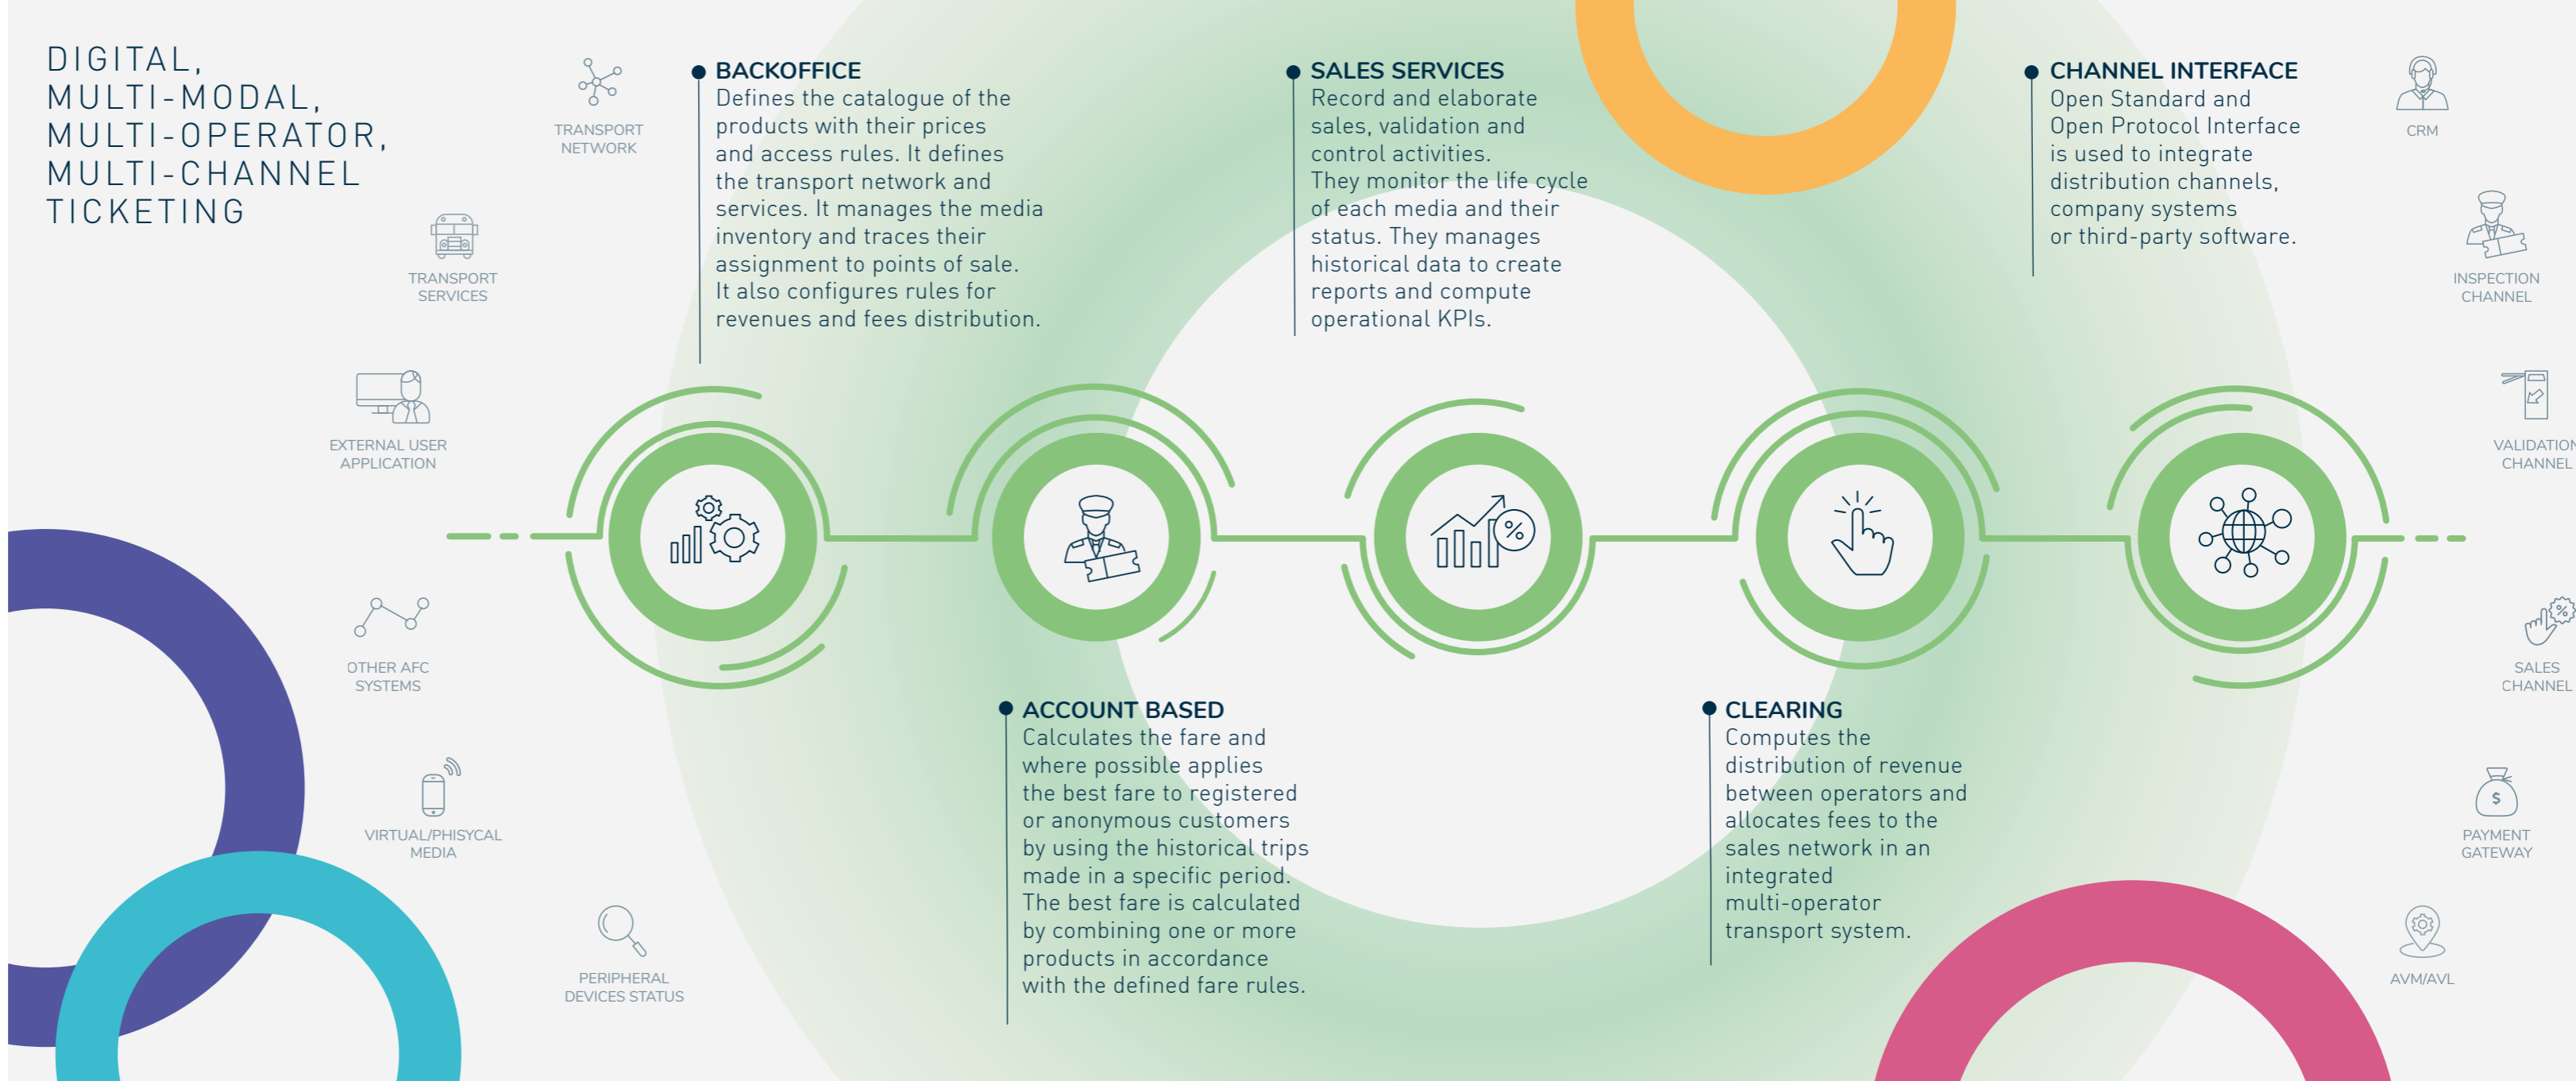 DIGITAL,
MULTI-MODAL,
MULTI-OPERATOR,
MULTI-CHANNEL
TICKETING
TRANSPORT
NETWORK
TRANSPORT
SERVICES
EXTERNAL USER
APPLICATION
OTHER AFC
SYSTEMS
VIRTUAL/PHISYCAL
MEDIA
PERIPHERAL
DEVICES STATUS
BACKOFFICE
Defines the catalogue of the
products with their prices
and access rules. It defines
the transport network and
services. It manages the media
inventory and traces their
assignment to points of sale.
It also configures rules for
revenues and fees distribution.
ACCOUNT BASED
Calculates the fare and
where possible applies
the best fare to registered
or anonymous customers
by using the historical trips
made in a specific period.
The best fare is calculated
by combining one or more
products in accordance
with the defined fare rules.
SALES SERVICES
Record and elaborate
sales, validation and
control activities.
They monitor the life cycle
of each media and their
status. They manages
historical data to create
reports and compute
operational KPIs.
%
CLEARING
Computes the
distribution of revenue
between operators and
allocates fees to the
sales network in an
integrated
multi-operator
transport system.
CHANNEL INTERFACE
Open Standard and
Open Protocol Interface
is used to integrate
distribution channels,
company systems
or third-party software.
CRM
INSPECTION
CHANNEL
VALIDATION
CHANNEL
%
SALES
CHANNEL
$
PAYMENT
GATEWAY
AVM/AVL